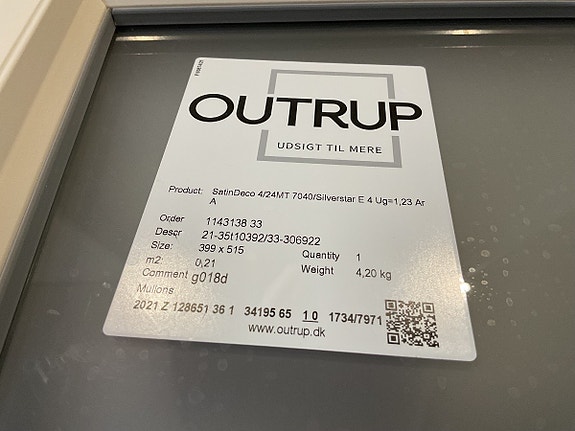 OUTRUP
UDSIGT TIL MERE
Product: SatinDeco 4/24MT 7040/Silverstar E 4 Ug=1,23 Ar
A
Order 1143138 33
Descr 21-35t10392/33-306922
Size: 399 x 515 Quantity 1
m2: 0,21 Weight 4,20 kg
Comment g018d
Mullons
2021 Z 128651 36 1 34195 65 1 0 1734/7971
www.outrup.dk